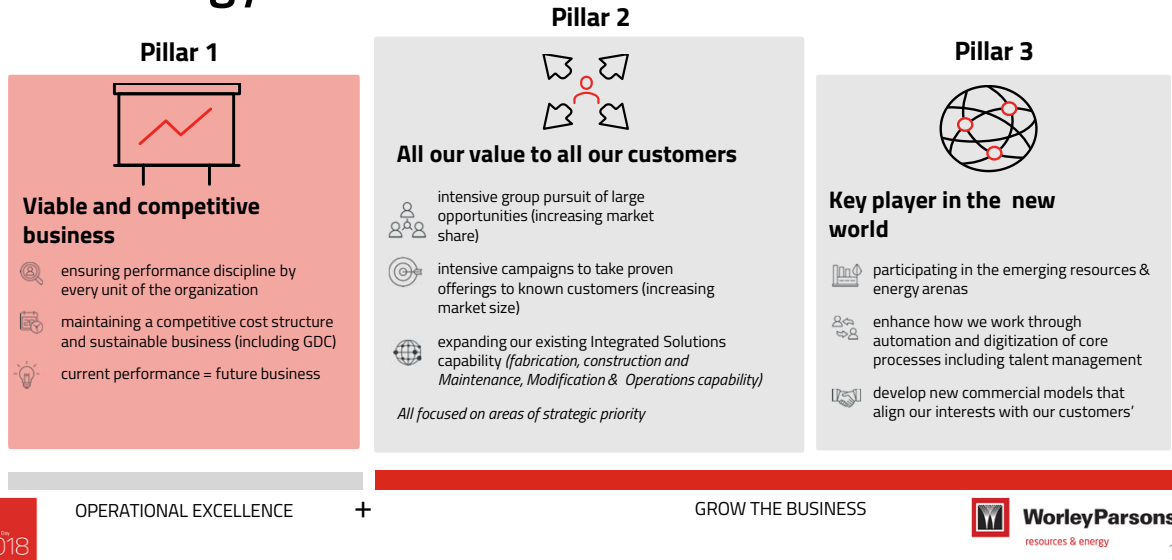 Pillar 1
Viable and competitive
business
ensuring performance discipline by
every unit of the organization
maintaining a competitive cost structure
and sustainable business (including GDC)
current performance = future business
Pillar 2
All our value to all our customers
intensive group pursuit of large
opportunities (increasing market
share)
intensive campaigns to take proven
offerings to known customers (increasing
market size)
expanding our existing Integrated Solutions
capability (fabrication, construction and
Maintenance, Modification & Operations capability)
All focused on areas of strategic priority
Pillar 3
Key player in the new
world
participating in the emerging resources &
energy arenas
enhance how we work through
automation and digitization of core
processes including talent management
develop new commercial models that
align our interests with our customers’
OPERATIONAL EXCELLENCE
+
GROW THE BUSINESS
Day
018
WorleyParsons
resources & energy